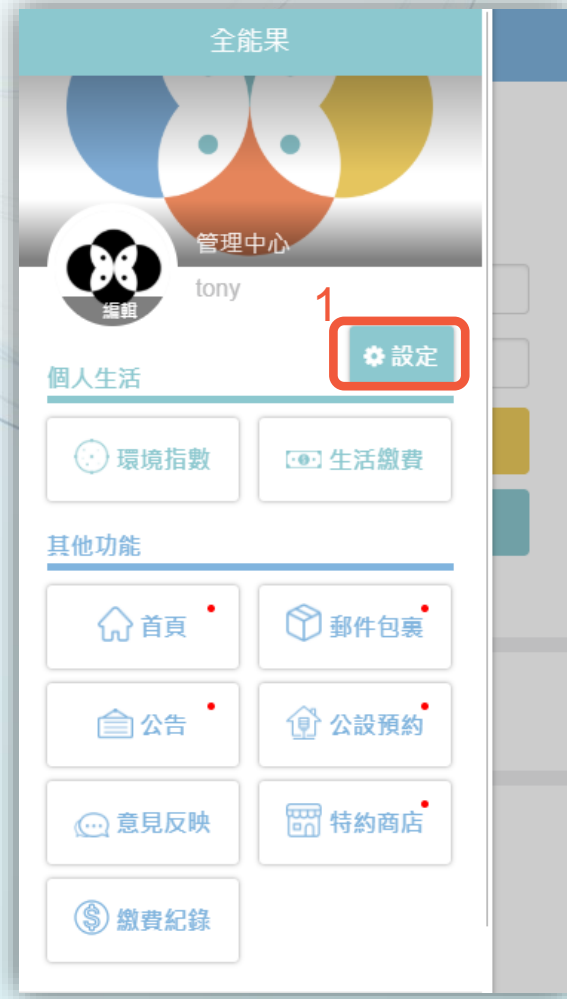 全能果
管理中心
tony
編輯
1
設定
個人生活
環境指數
生活繳費
其他功能
首頁
郵件包裹
公告
公設預約
意見反映
特約商店
繳費紀錄